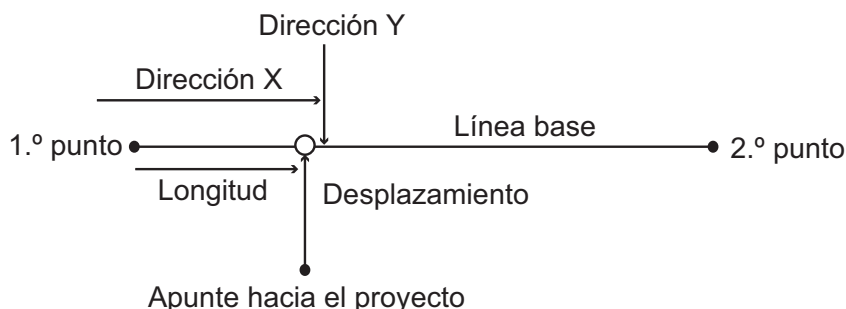 Dirección Y
Dirección X
Línea base
1.º punto
2.º punto
Longitud
Desplazamiento
Apunte hacia el proyecto